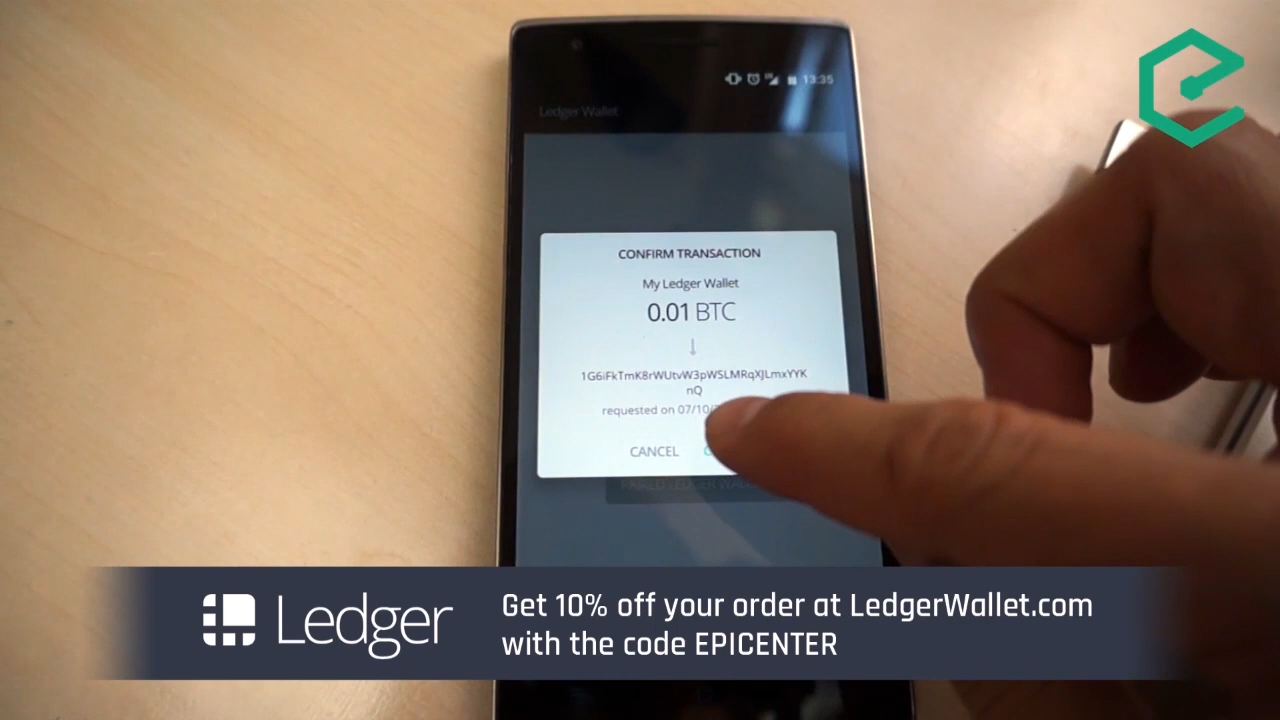 13:35
Ledger Wallet
CONFIRM TRANSACTION
My Ledger Wallet
0.01 BTC
1G6iFkTmK8rWUtvW3pWSLMRqXJLmxYYK
nQ
requested on 07/10/
CANCEL
Ledger
Get 10% off your order at LedgerWallet.com
with the code EPICENTER